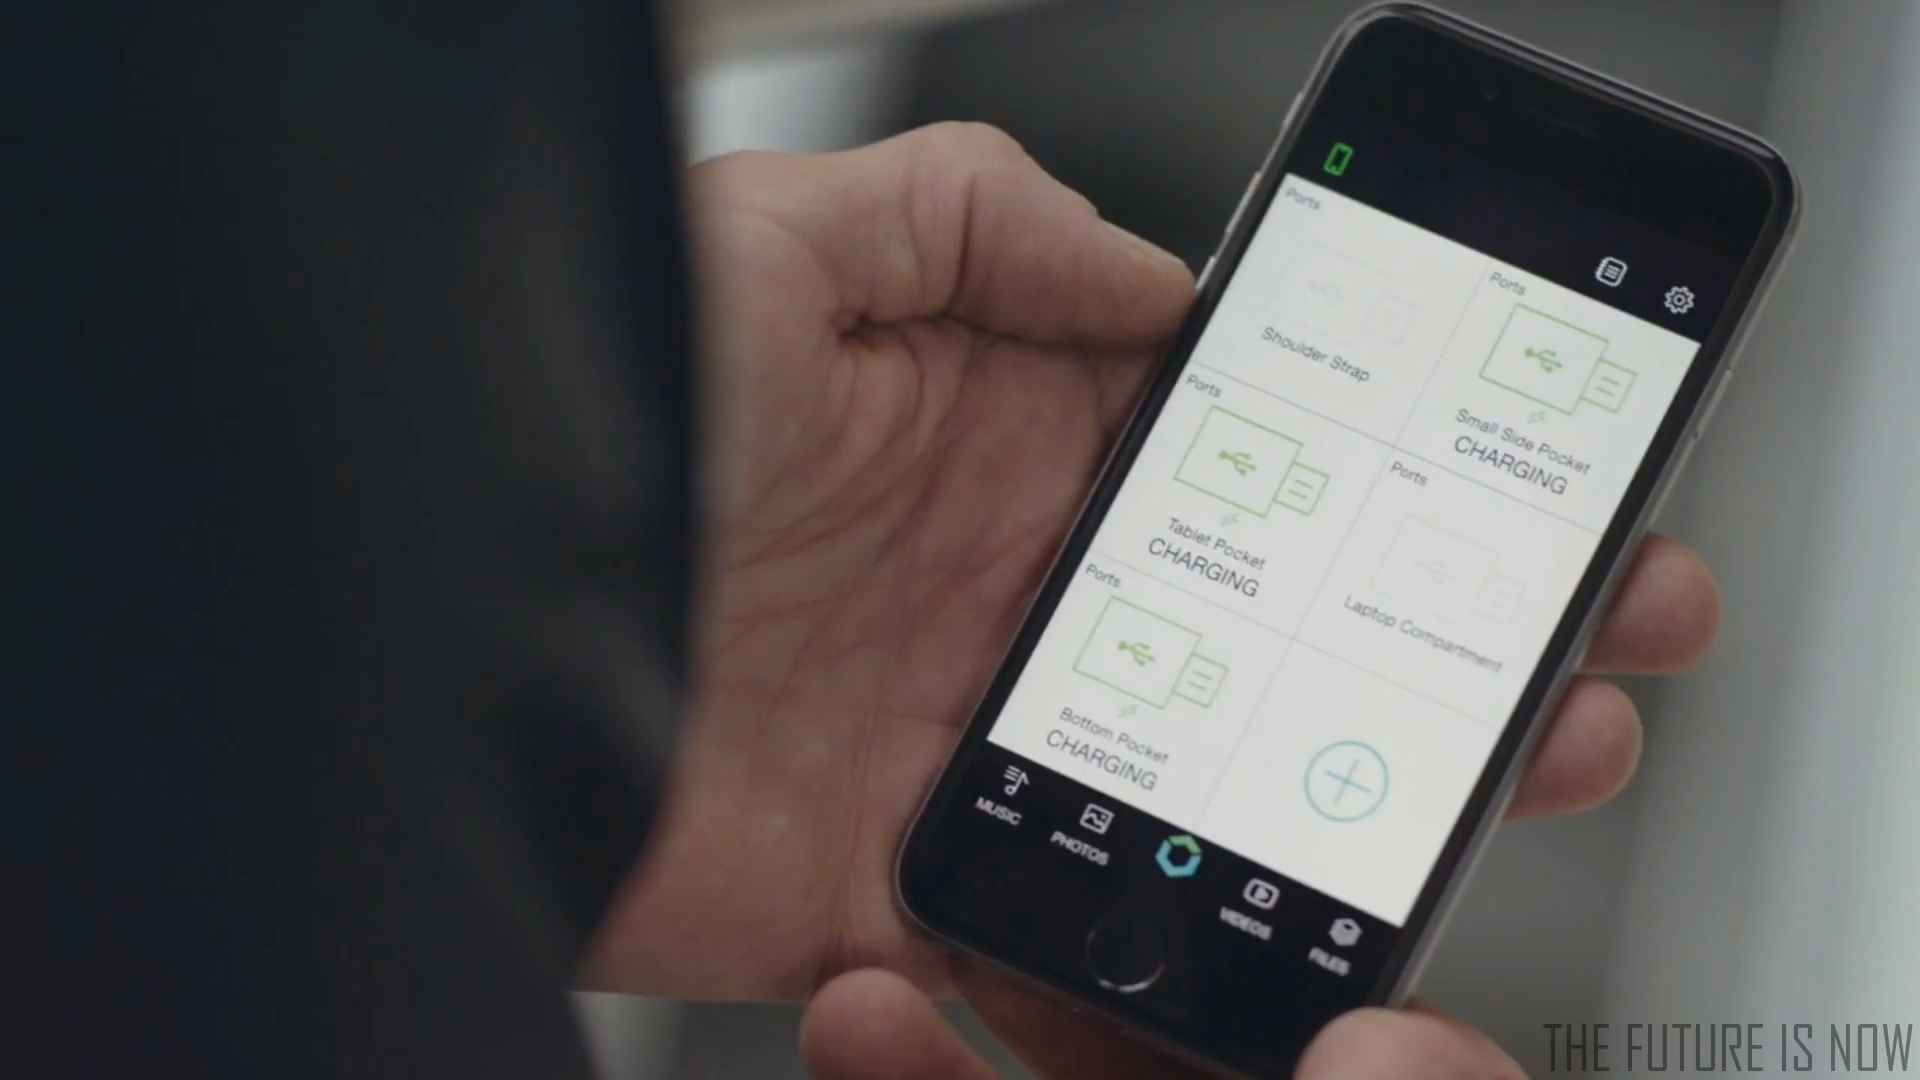 Ports
Shoulder Strap
Ports
Small Side Pocket
CHARGING
Ports
Tablet Pocket
CHARGING
Ports
Laptop Compartment
Ports
Bottom Pocket
CHARGING
MUSIC
PHOTOS
VIDEOS
FILES
THE FUTURE IS NOW